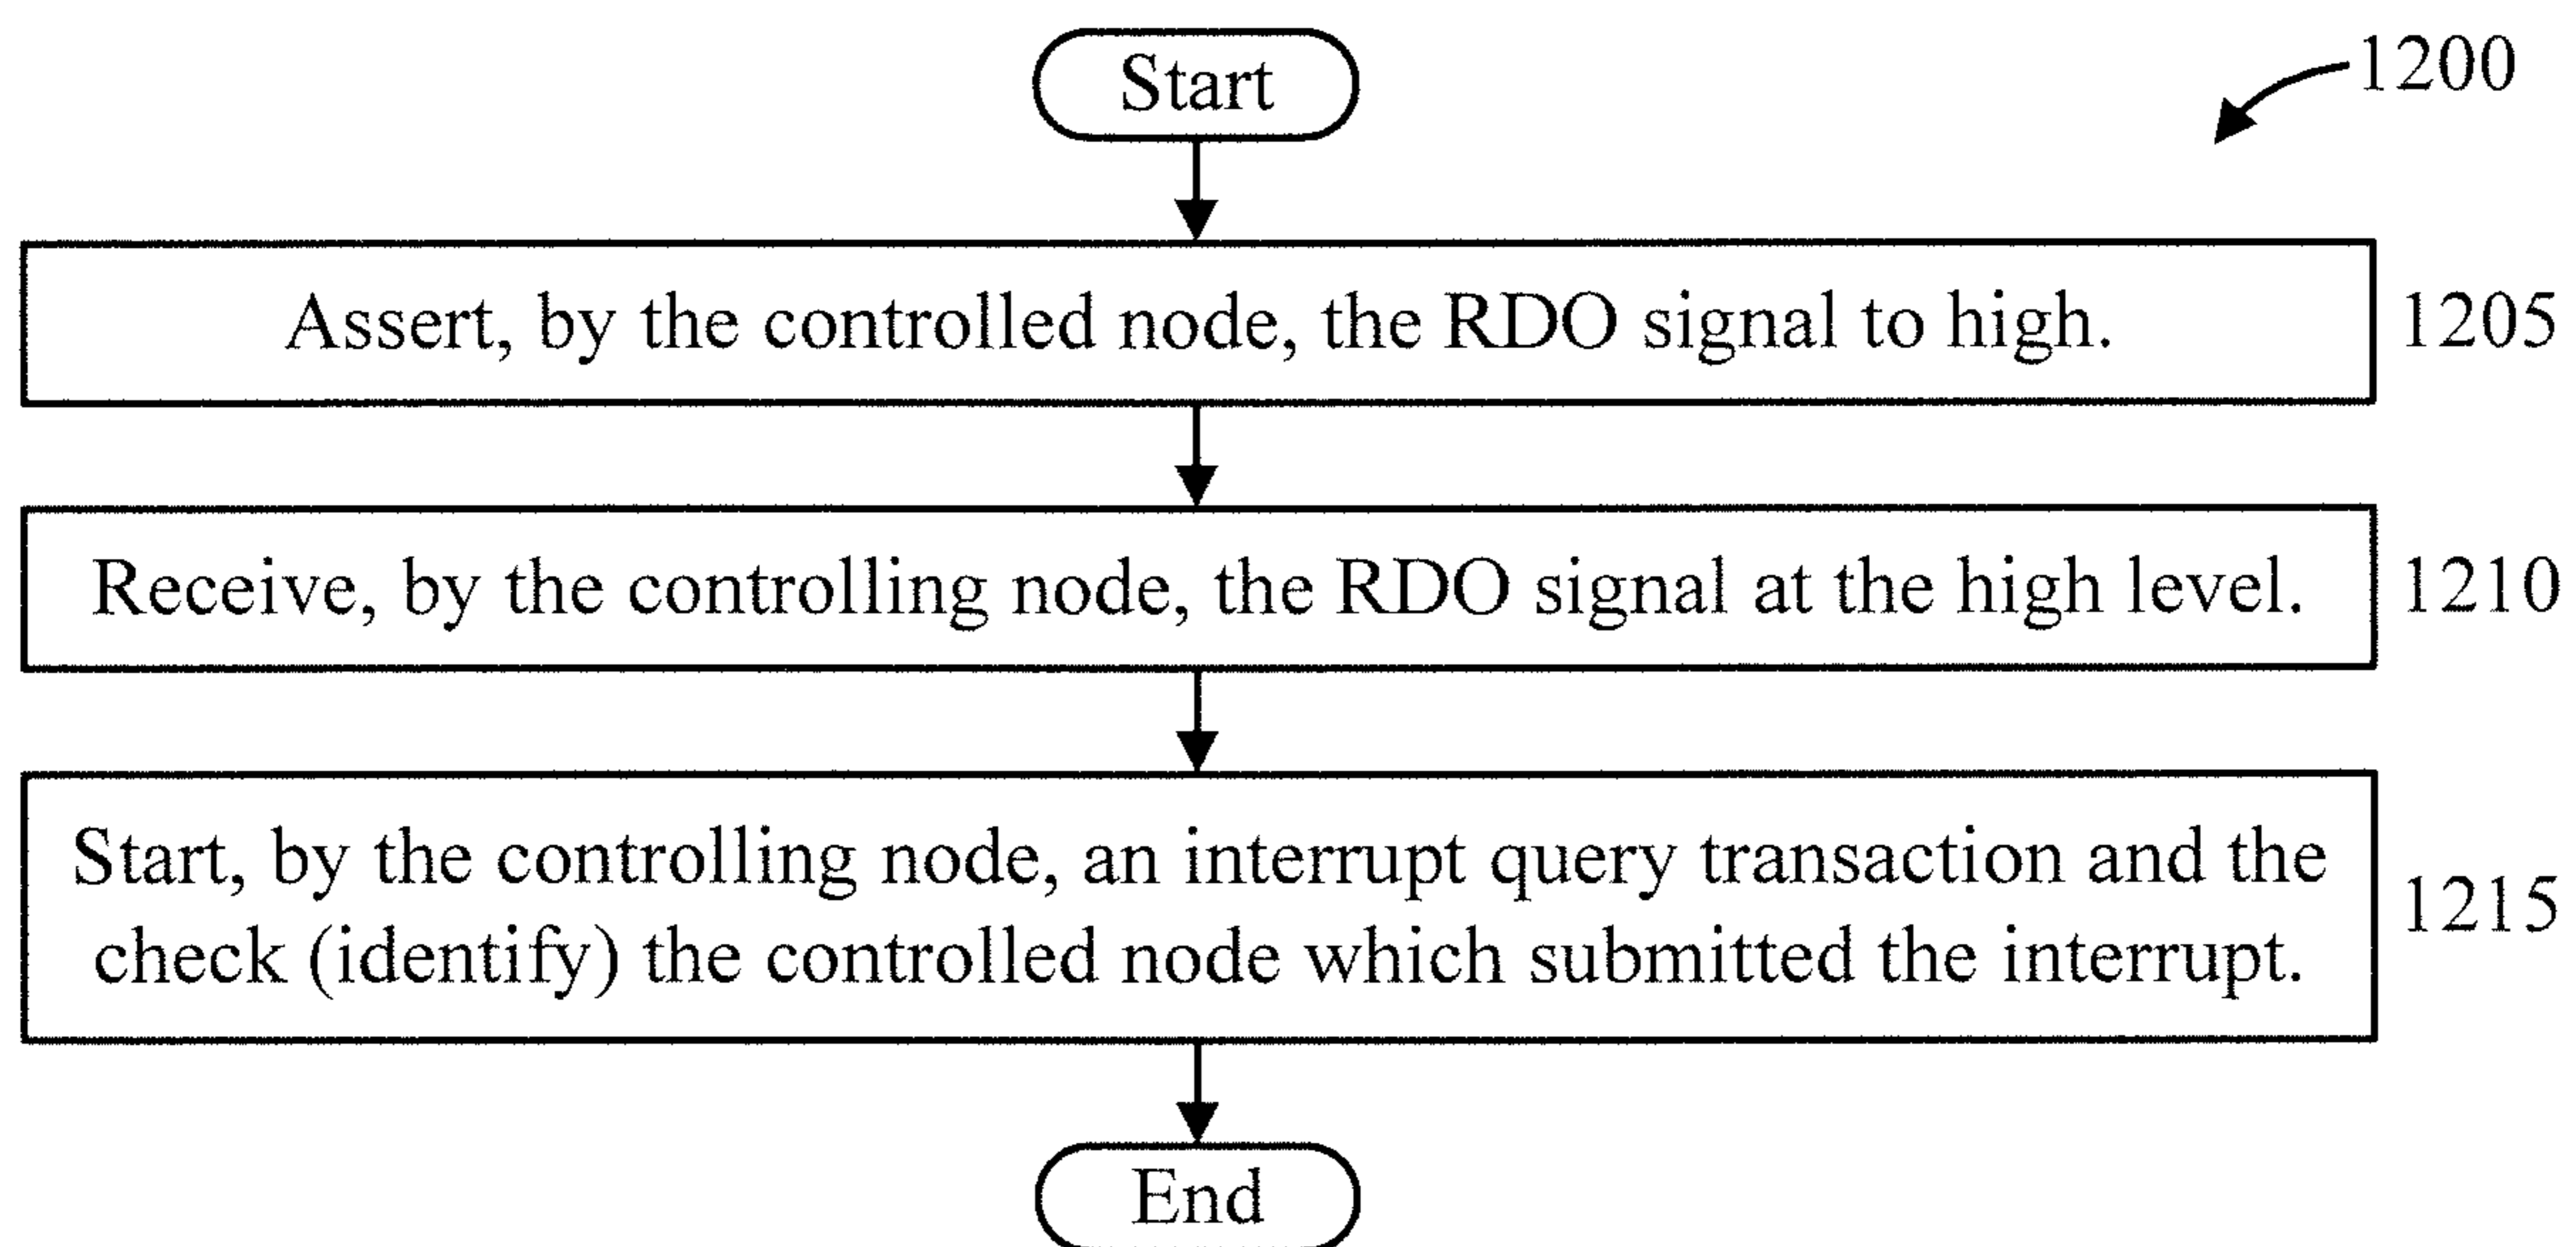 Start
1200
Assert, by the controlled node, the RDO signal to high.
1205
Receive, by the controlling node, the RDO signal at the high level.
1210
Start, by the controlling node, an interrupt query transaction and the
check (identify) the controlled node which submitted the interrupt.
1215
End